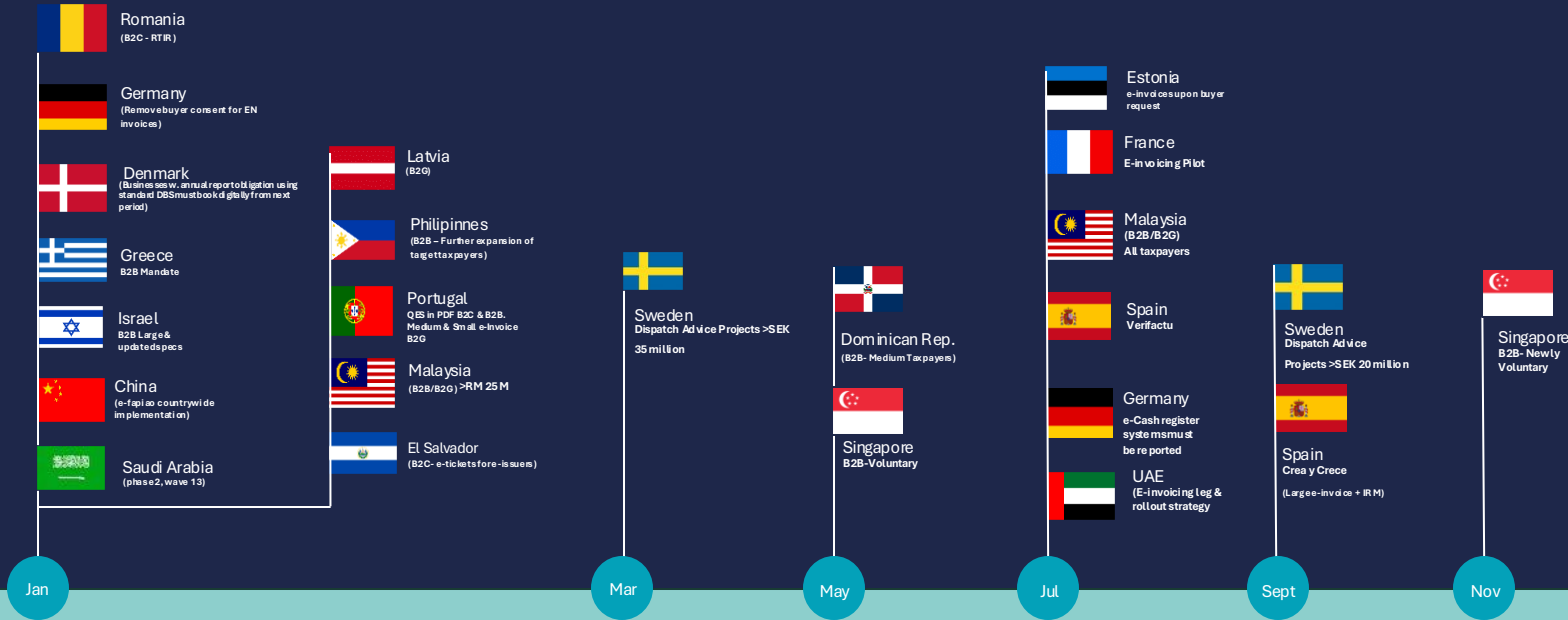 Romania
(B2C - RTIR)
Germany
(Remove buyer consent for EN
invoices)
Denmark
(Businesses w. annual report obligation using
standard DBS must book digitally from next
period)
Greece
B2B Mandate
Israel
B2B Large &
updated specs
China
(e-fapiao countrywide
implementation)
Saudi Arabia
(phase 2, wave 13)
Latvia
(B2G)
Philipinnes
(B2B – Further expansion of
target taxpayers)
Portugal
QES in PDF B2C & B2B.
Medium & Small e-Invoice
B2G
Malaysia
(B2B/B2G) >RM 25 M
El Salvador
(B2C- e-tickets for e-issuers)
Sweden
Dispatch Advice Projects >SEK
35 million
Dominican Rep.
(B2B- Medium Taxpayers)
Singapore
B2B-Voluntary
Estonia
e-invoices upon buyer
request
France
E-invoicing Pilot
Malaysia
(B2B/B2G)
All taxpayers
Spain
Verifactu
Germany
e-Cash register
systems must
be reported
UAE
(E-invoicing leg &
rollout strategy
Sweden
Dispatch Advice
Projects >SEK 20 million
Spain
Crea y Crece
(Large e-invoice + IRM)
Singapore
B2B- Newly
Voluntary
Jan
Mar
May
Jul
Sept
Nov